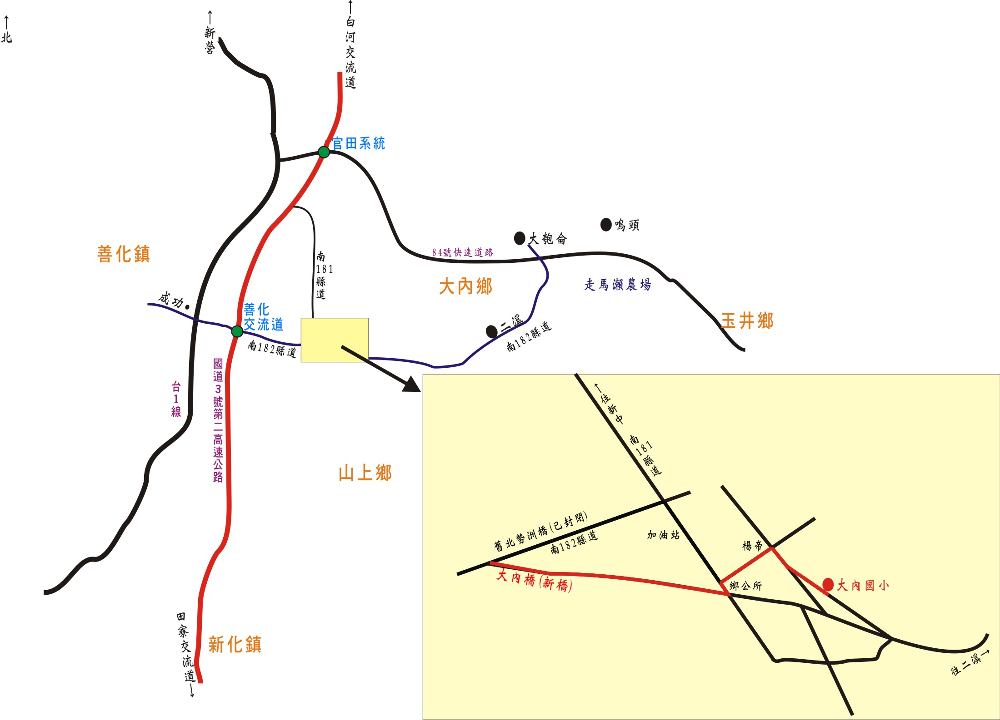 ↑北
↑新營
↑白河交流道
官田系統
鳴頭
大匏侖
84號快速道路
善化鎮
南181縣道
大內鄉
走馬瀨農場
成功
善化
交流道
玉井鄉
二溪
南182縣道
南182縣道
台1線
國道3號第二高速公路
山上鄉
田寮交流道→
新化鎮
↑往新中
南181縣道
舊北勢洲橋(已封閉)
南182縣道
加油站
楊帝
大內橋(新橋)
鄉公所
大內國小
往二溪→